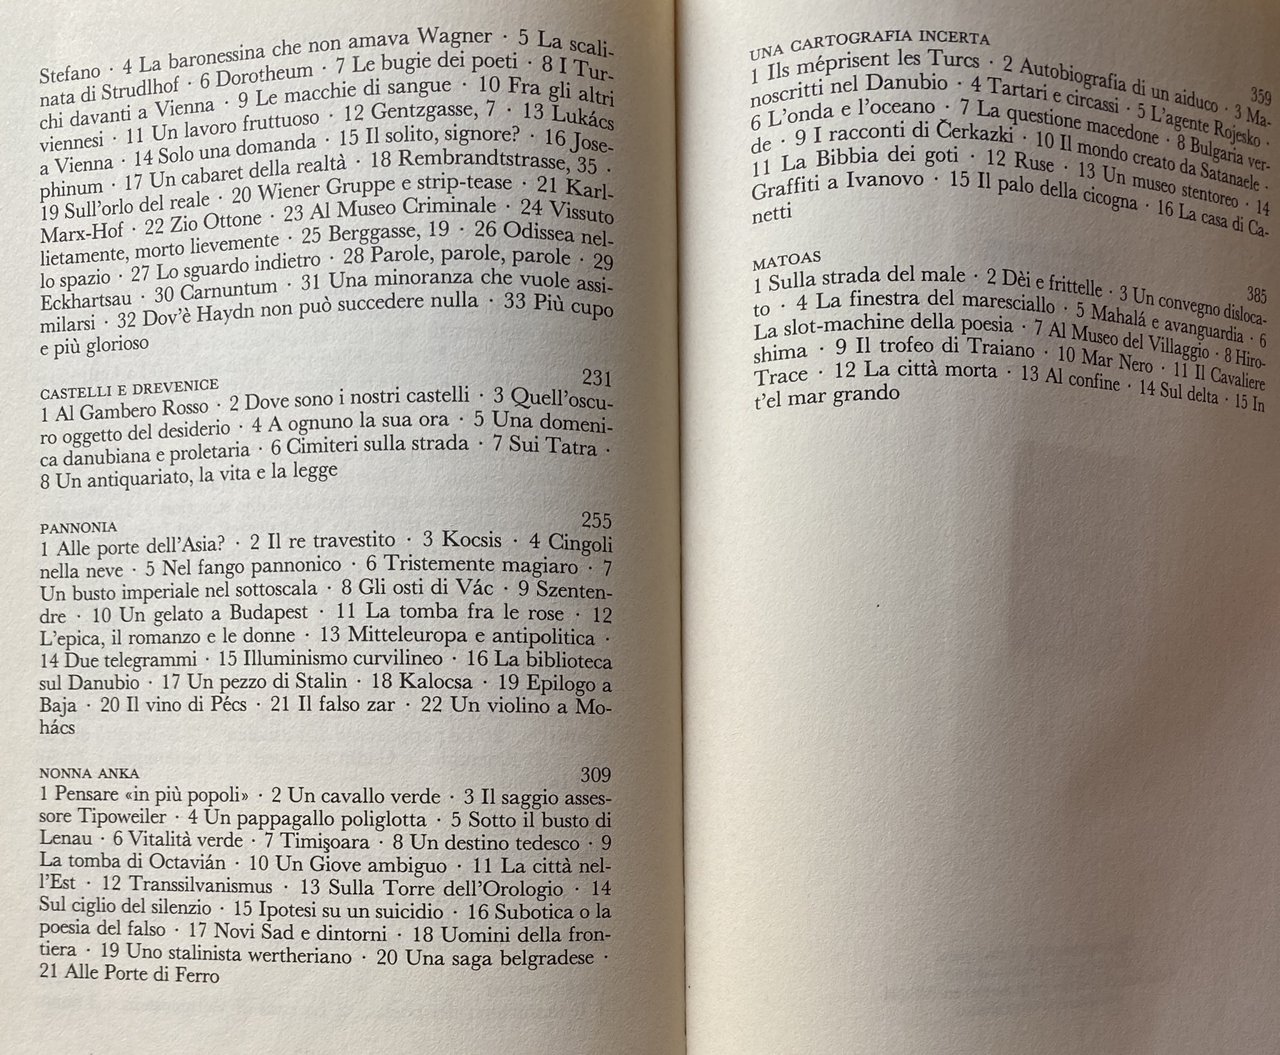 Stefano · 4 La baronessina che non amava Wagner · 5 La scali-
nata di Strudlhof · 6 Dorotheum · 7 Le bugie dei poeti · 8 I Tur-
chi davanti a Vienna · 9 Le macchie di sangue · 10 Fra gli altri
viennesi · 11 Un lavoro fruttuoso · 12 Gentzgasse, 7 · 13 Lukács
a Vienna · 14 Solo una domanda · 15 Il solito, signore? · 16 Jose-
phinum · 17 Un cabaret della realtà · 18 Rembrandtstrasse, 35 ·
19 Sull'orlo del reale · 20 Wiener Gruppe e strip-tease · 21 Karl-
Marx-Hof · 22 Zio Ottone · 23 Al Museo Criminale · 24 Vissuto
lietamente, morto lievemente · 25 Berggasse, 19 · 26 Odissea nel-
lo spazio · 27 Lo sguardo indietro · 28 Parole, parole, parole · 29
Eckhartsau · 30 Carnuntum · 31 Una minoranza che vuole assi-
milarsi · 32 Dov'è Haydn non può succedere nulla · 33 Più cupo
e più glorioso
CASTELLI E DREVENICE 231
1 Al Gambero Rosso · 2 Dove sono i nostri castelli · 3 Quell'oscu-
ro oggetto del desiderio · 4 A ognuno la sua ora · 5 Una domeni-
ca danubiana e proletaria · 6 Cimiteri sulla strada · 7 Sui Tatra ·
8 Un antiquariato, la vita e la legge
PANNONIA 255
1 Alle porte dell'Asia? · 2 Il re travestito · 3 Kocsis · 4 Cingoli
nella neve · 5 Nel fango pannonico · 6 Tristemente magiaro · 7
Un busto imperiale nel sottoscala · 8 Gli osti di Vác · 9 Szenten-
dre · 10 Un gelato a Budapest · 11 La tomba fra le rose · 12
L'epica, il romanzo e le donne · 13 Mitteleuropa e antipolitica ·
14 Due telegrammi · 15 Illuminismo curvilineo · 16 La biblioteca
sul Danubio · 17 Un pezzo di Stalin · 18 Kalocsa · 19 Epilogo a
Baja · 20 Il vino di Pécs · 21 Il falso zar · 22 Un violino a Mo-
hács
NONNA ANKA 309
1 Pensare «in più popoli» · 2 Un cavallo verde · 3 Il saggio asses-
sore Tipoweiler · 4 Un pappagallo poliglotta · 5 Sotto il busto di
Lenau · 6 Vitalità verde · 7 Timişoara · 8 Un destino tedesco · 9
La tomba di Octavián · 10 Un Giove ambiguo · 11 La città nel-
l'Est · 12 Transsilvanismus · 13 Sulla Torre dell'Orologio · 14
Sul ciglio del silenzio · 15 Ipotesi su un suicidio · 16 Subotica o la
poesia del falso · 17 Novi Sad e dintorni · 18 Uomini della fron-
tiera · 19 Uno stalinista wertheriano · 20 Una saga belgradese ·
21 Alle Porte di Ferro
UNA CARTOGRAFIA INCERTA 359
1 Ils méprisent les Turcs · 2 Autobiografia di un aiduco · 3 Ma-
noscritti nel Danubio · 4 Tartari e circassi · 5 L'agente Rojesko ·
6 L'onda e l'oceano · 7 La questione macedone · 8 Bulgaria ver-
de · 9 I racconti di Čerkazki · 10 Il mondo creato da Satanaele ·
11 La Bibbia dei goti · 12 Ruse · 13 Un museo stentoreo · 14
Graffiti a Ivanovo · 15 Il palo della cicogna · 16 La casa di Ca-
netti
MATOAS 385
1 Sulla strada del male · 2 Dèi e frittelle · 3 Un convegno disloca-
to · 4 La finestra del maresciallo · 5 Mahalá e avanguardia · 6
La slot-machine della poesia · 7 Al Museo del Villaggio · 8 Hiro-
shima · 9 Il trofeo di Traiano · 10 Mar Nero · 11 Il Cavaliere
Trace · 12 La città morta · 13 Al confine · 14 Sul delta · 15 In
t'el mar grando